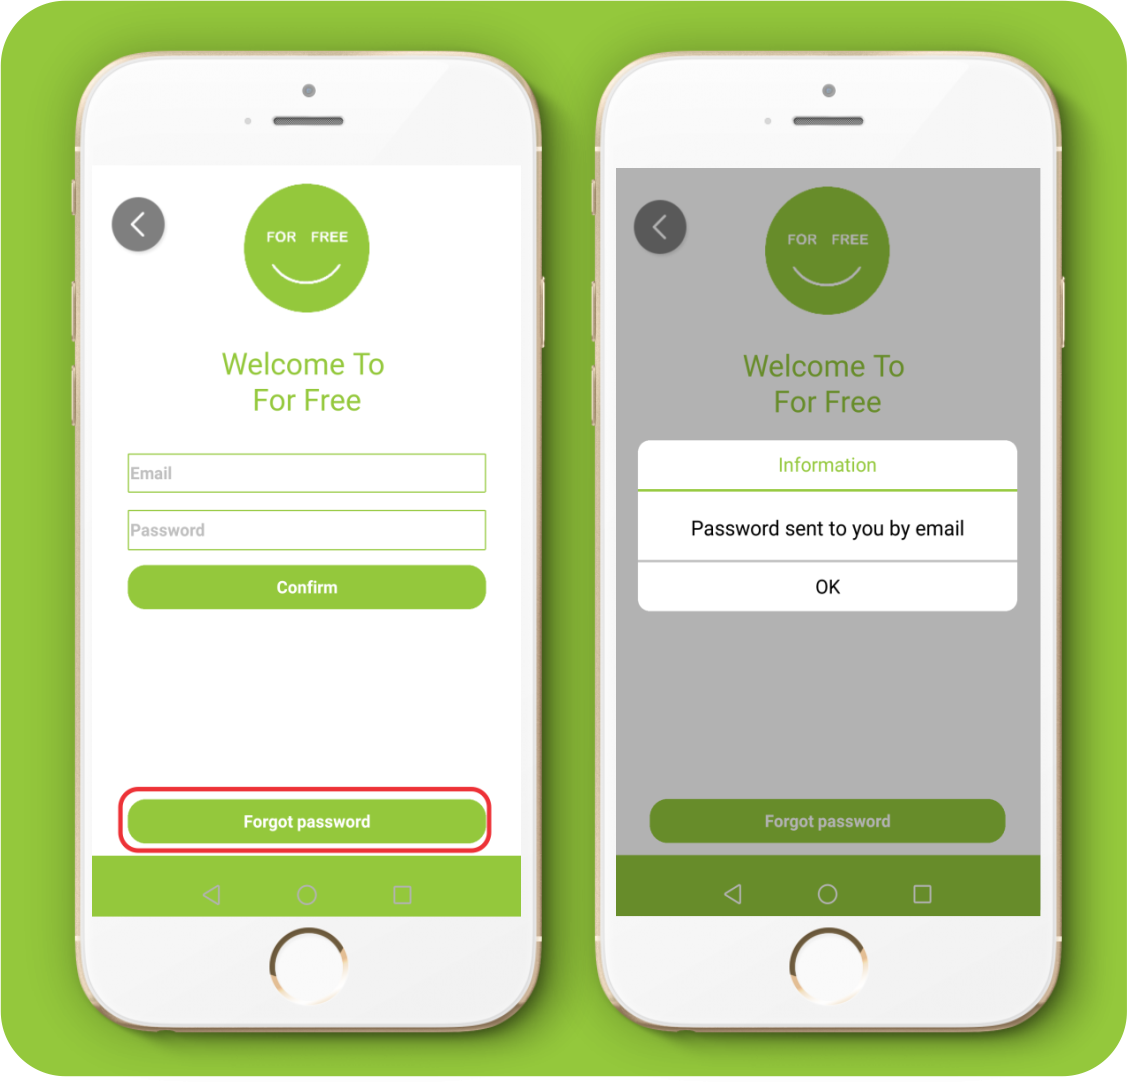 FOR FREE
Welcome To
For Free
Email
Password
Confirm
Forgot password
FOR FREE
Welcome To
For Free
Information
Password sent to you by email
OK
Forgot password